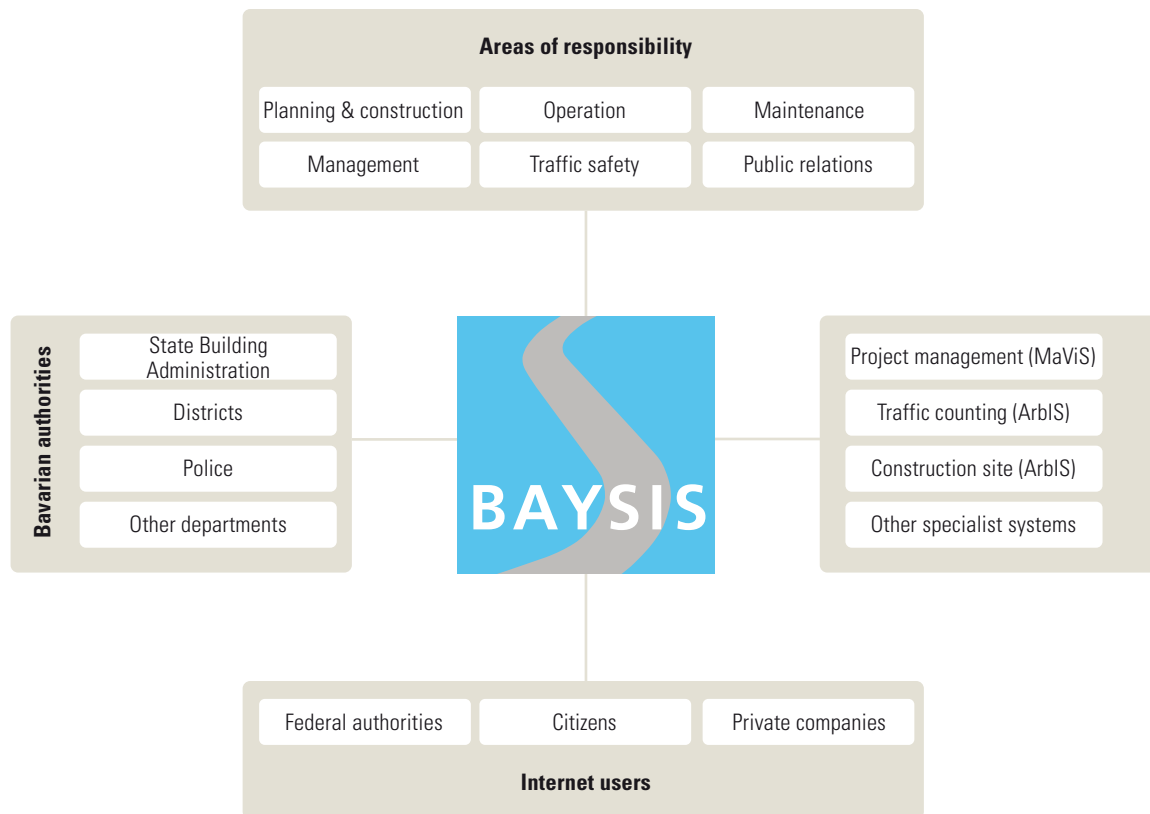 Areas of responsibility
Planning & construction
Operation
Maintenance
Management
Traffic safety
Public relations
Bavarian authorities
State Building
Administration
Districts
Police
Other departments
BAYSIS
Project management (MaViS)
Traffic counting (ArbIS)
Construction site (ArbIS)
Other specialist systems
Federal authorities
Citizens
Private companies
Internet users